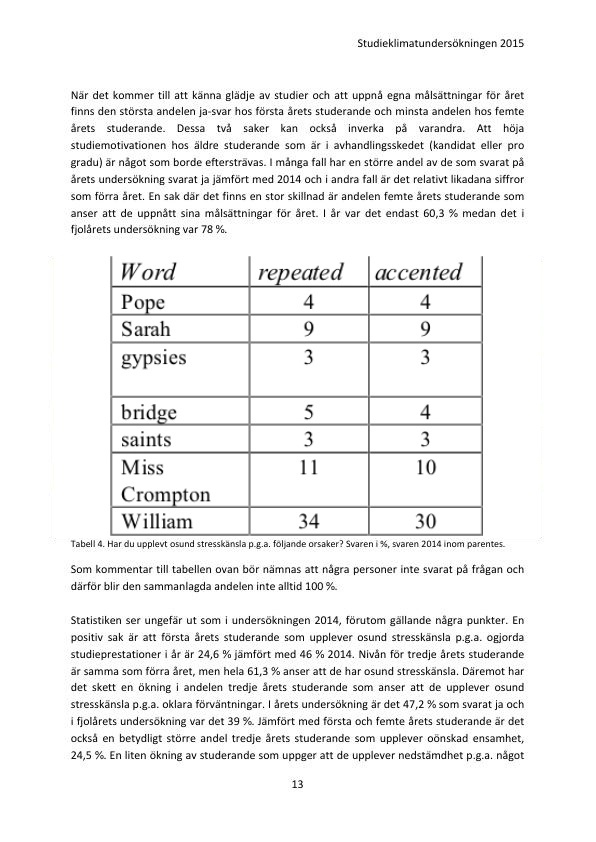 Studieklimatundersökningen 2015
När det kommer till att känna glädje av studier och att uppnå egna målsättningar för året
finns den största andelen ja-svar hos första årets studerande och minsta andelen hos femte
årets studerande. Dessa två saker kan också inverka på varandra. Att höja
studiemotivationen hos äldre studerande som är i avhandlingsskedet (kandidat eller pro
gradu) är något som borde eftersträvas. I många fall har en större andel av de som svarat på
årets undersökning svarat ja jämfört med 2014 och i andra fall är det relativt likadana siffror
som förra året. En sak där det finns en stor skillnad är andelen femte årets studerande som
anser att de uppnått sina målsättningar för året. I år var det endast 60,3 % medan det i
fjolårets undersökning var 78 %.
Word repeated accented
Pope 4 4
Sarah 9 9
gypsies 3 3
bridge 5 4
saints 3 3
Miss 11 10
Crompton
William 34 30
Tabell 4. Har du upplevt osund stresskänsla p.g.a. följande orsaker? Svaren i %, svaren 2014 inom parentes.
Som kommentar till tabellen ovan bör nämnas att några personer inte svarat på frågan och
därför blir den sammanlagda andelen inte alltid 100 %.
Statistiken ser ungefär ut som i undersökningen 2014, förutom gällande några punkter. En
positiv sak är att första årets studerande som upplever osund stresskänsla p.g.a. ogjorda
studieprestationer i år är 24,6 % jämfört med 46 % 2014. Nivån för tredje årets studerande
är samma som förra året, men hela 61,3 % anser att de har osund stresskänsla. Däremot har
det skett en ökning i andelen tredje årets studerande som anser att de upplever osund
stresskänsla p.g.a. oklara förväntningar. I årets undersökning är det 47,2 % som svarat ja och
i fjolårets undersökning var det 39 %. Jämfört med första och femte årets studerande är det
också en betydligt större andel tredje årets studerande som upplever oönskad ensamhet,
24,5 %. En liten ökning av studerande som uppger att de upplever nedstämdhet p.g.a. något
13